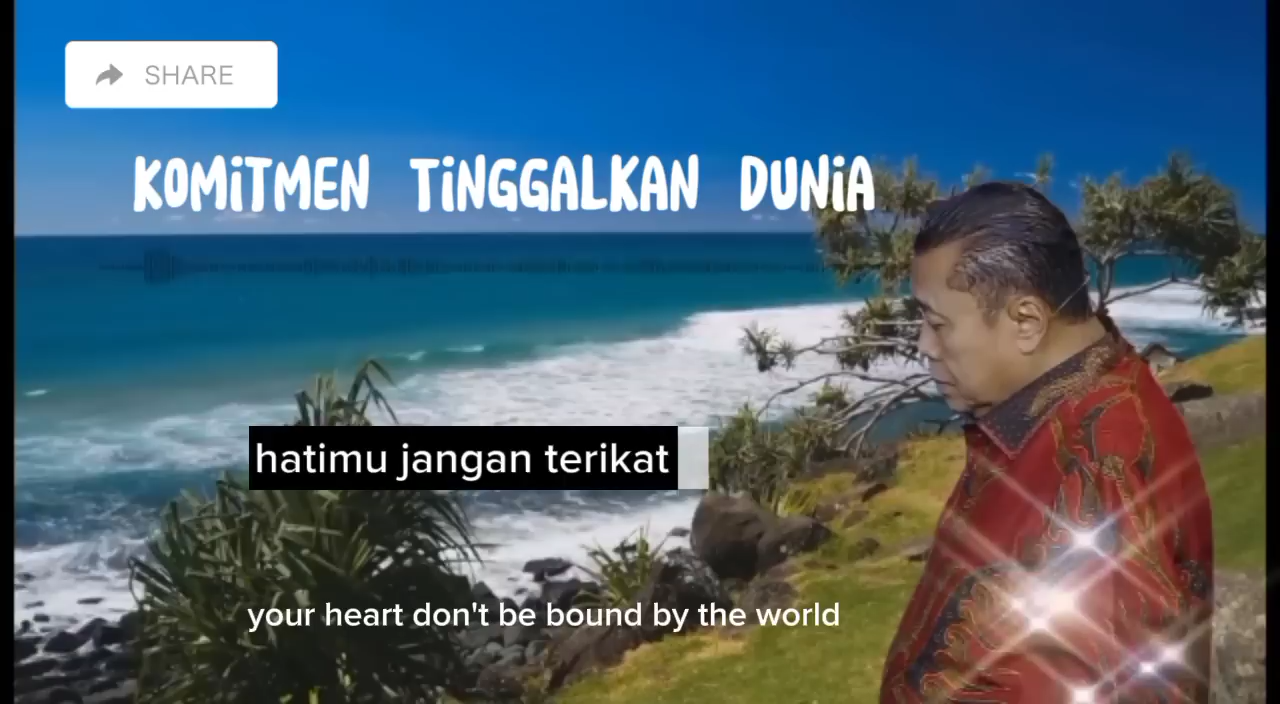 SHARE
KOMiTMEN TiNGGALKAN DUNiA
hatimu jangan terikat
your heart don't be bound by the world